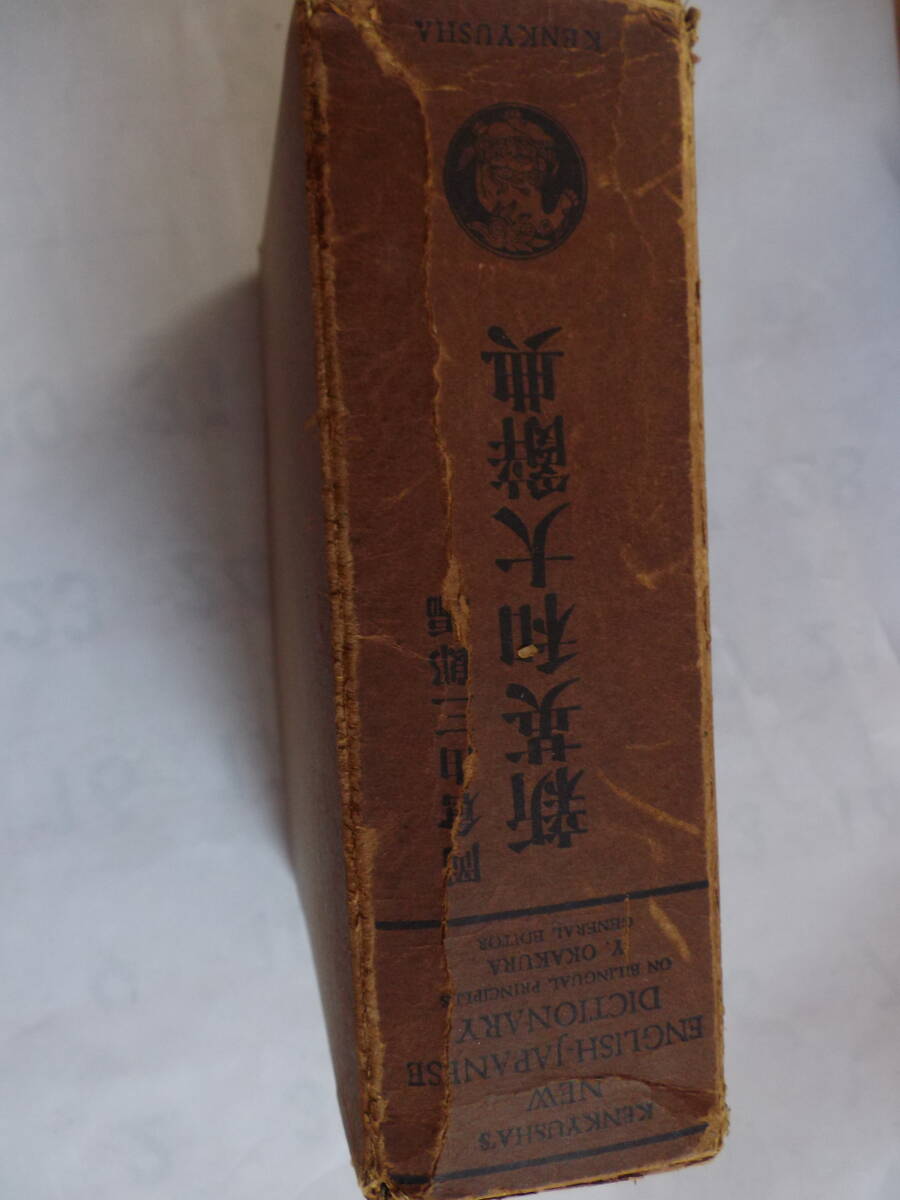 KENKYUSHA'S
NEW
ENGLISH-JAPANESE
DICTIONARY
ON BILINGUAL PRINCIPLES
Y. OKAKURA
GENERAL EDITOR
新英和大辭典
岡倉由三郎編
KENKYUSHA